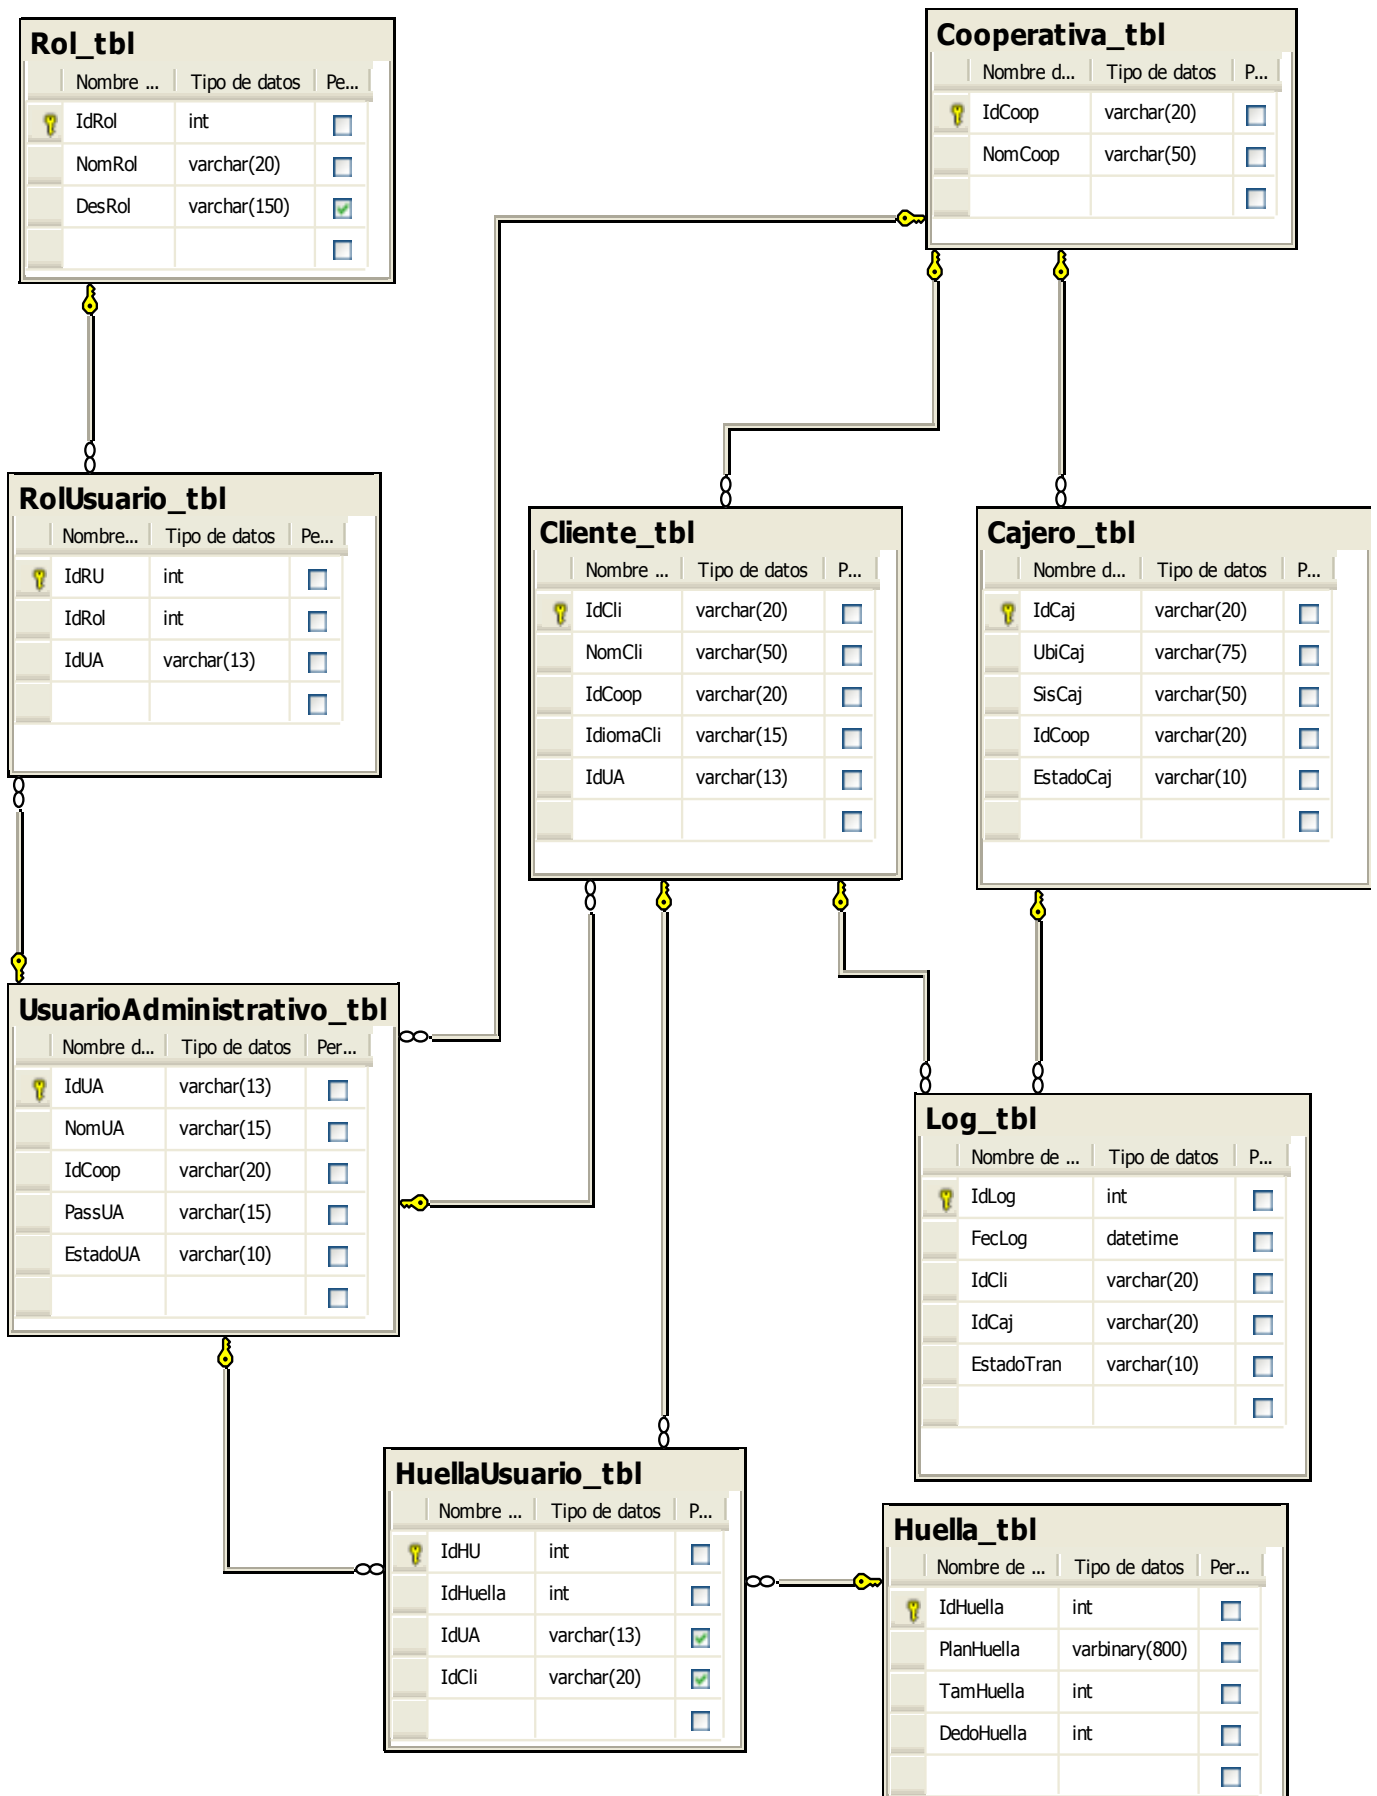 Rol_tbl
Nombre ... Tipo de datos Pe...
IdRol int
NomRol varchar(20)
DesRol varchar(150)
Cooperativa_tbl
Nombre d... Tipo de datos P...
IdCoop varchar(20)
NomCoop varchar(50)
RolUsuario_tbl
Nombre... Tipo de datos Pe...
IdRU int
IdRol int
IdUA varchar(13)
Cliente_tbl
Nombre ... Tipo de datos P...
IdCli varchar(20)
NomCli varchar(50)
IdCoop varchar(20)
IdiomaCli varchar(15)
IdUA varchar(13)
Cajero_tbl
Nombre d... Tipo de datos P...
IdCaj varchar(20)
UbiCaj varchar(75)
SisCaj varchar(50)
IdCoop varchar(20)
EstadoCaj varchar(10)
UsuarioAdministrativo_tbl
Nombre d... Tipo de datos Per...
IdUA varchar(13)
NomUA varchar(15)
IdCoop varchar(20)
PassUA varchar(15)
EstadoUA varchar(10)
Log_tbl
Nombre de ... Tipo de datos P...
IdLog int
FecLog datetime
IdCli varchar(20)
IdCaj varchar(20)
EstadoTran varchar(10)
HuellaUsuario_tbl
Nombre ... Tipo de datos P...
IdHU int
IdHuella int
IdUA varchar(13)
IdCli varchar(20)
Huella_tbl
Nombre de ... Tipo de datos Per...
IdHuella int
PlanHuella varbinary(800)
TamHuella int
DedoHuella int